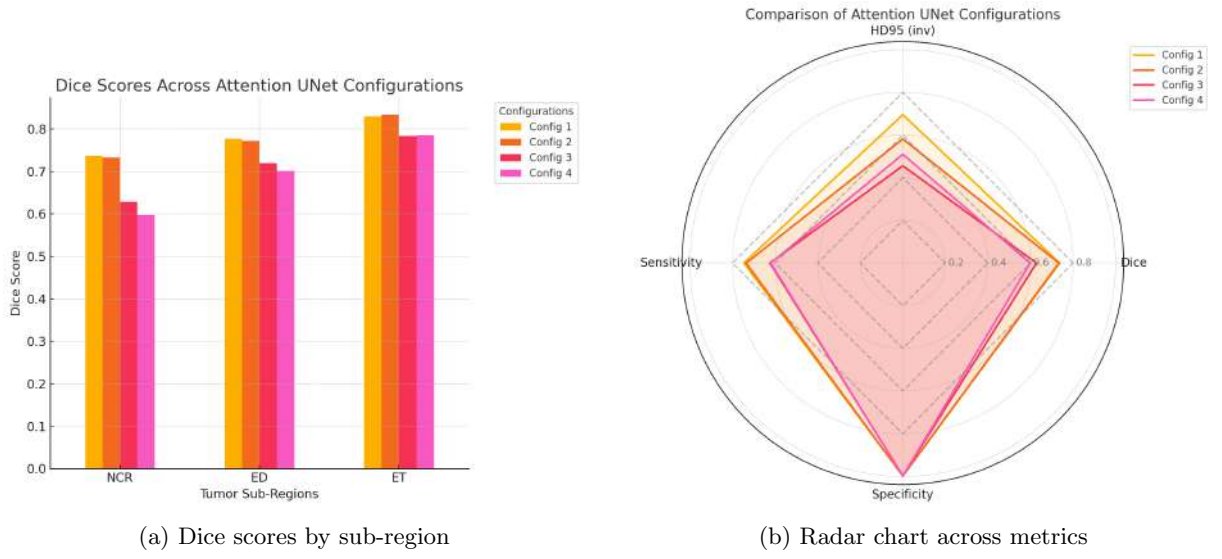 Dice Scores Across Attention UNet Configurations
Configurations
Config 1
Config 2
Config 3
Config 4
Dice Score
0.8
0.7
0.6
0.5
0.4
0.3
0.2
0.1
0.0
NCR
ED
ET
Tumor Sub-Regions
(a) Dice scores by sub-region
Comparison of Attention UNet Configurations
HD95 (inv)
Config 1
Config 2
Config 3
Config 4
Sensitivity
0.2
0.4
0.6
0.8
Dice
Specificity
(b) Radar chart across metrics